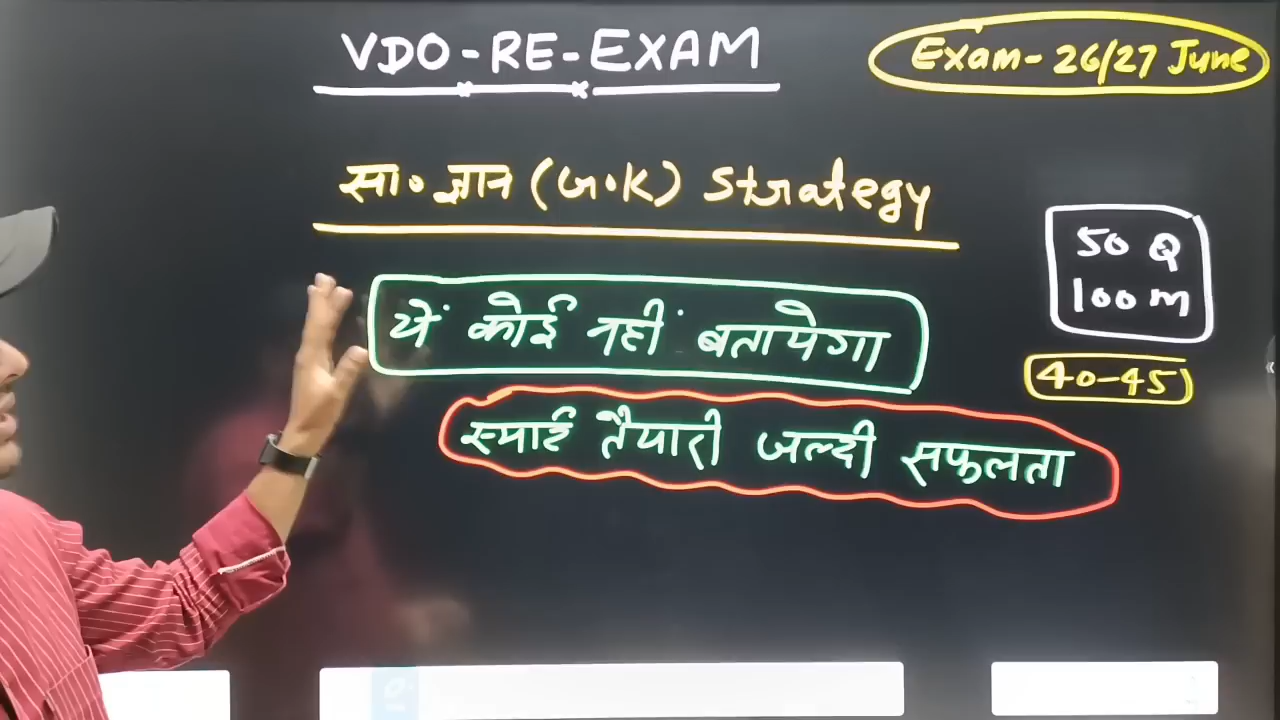 VDO-RE-EXAM
Exam-26/27 June
सा॰ ज्ञान (G.K) Strategy
50 Q
100 m
ये कोई नहीं बतायेगा
40-45
स्मार्ट तैयारी जल्दी सफलता